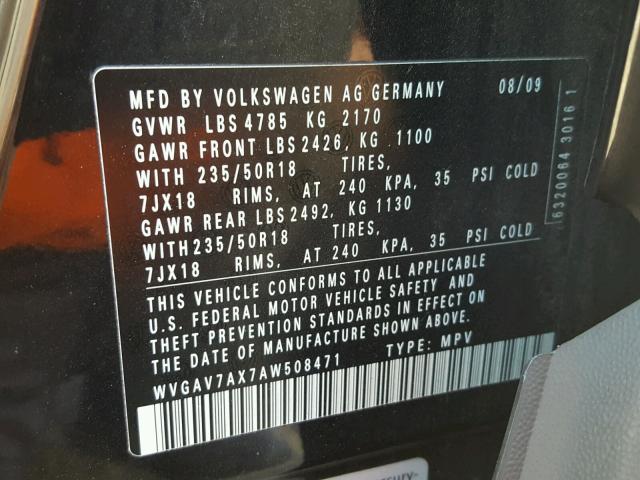 MFD BY VOLKSWAGEN AG GERMANY 08/09
GVWR LBS 4785 KG 2170
GAWR FRONT LBS 2426, KG 1100
WITH 235/50R18 TIRES,
7JX18 RIMS, AT 240 KPA, 35 PSI COLD
GAWR REAR LBS 2492, KG 1130
WITH 235/50R18 TIRES,
7JX18 RIMS, AT 240 KPA, 35 PSI COLD
THIS VEHICLE CONFORMS TO ALL APPLICABLE
U.S. FEDERAL MOTOR VEHICLE SAFETY AND
THEFT PREVENTION STANDARDS IN EFFECT ON
THE DATE OF MANUFACTURE SHOWN ABOVE.
WVGAV7AX7AW508471 TYPE: MPV
6320064 3016 1